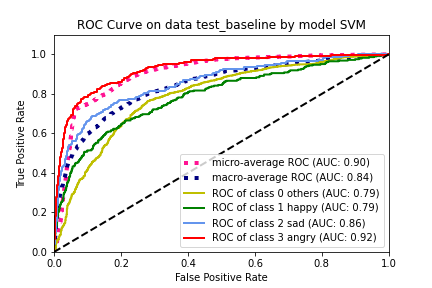 ROC Curve on data test_baseline by model SVM
True Positive Rate
1.0
0.8
0.6
0.4
0.2
0.0
micro-average ROC (AUC: 0.90)
macro-average ROC (AUC: 0.84)
ROC of class 0 others (AUC: 0.79)
ROC of class 1 happy (AUC: 0.79)
ROC of class 2 sad (AUC: 0.86)
ROC of class 3 angry (AUC: 0.92)
0.0 0.2 0.4 0.6 0.8 1.0
False Positive Rate